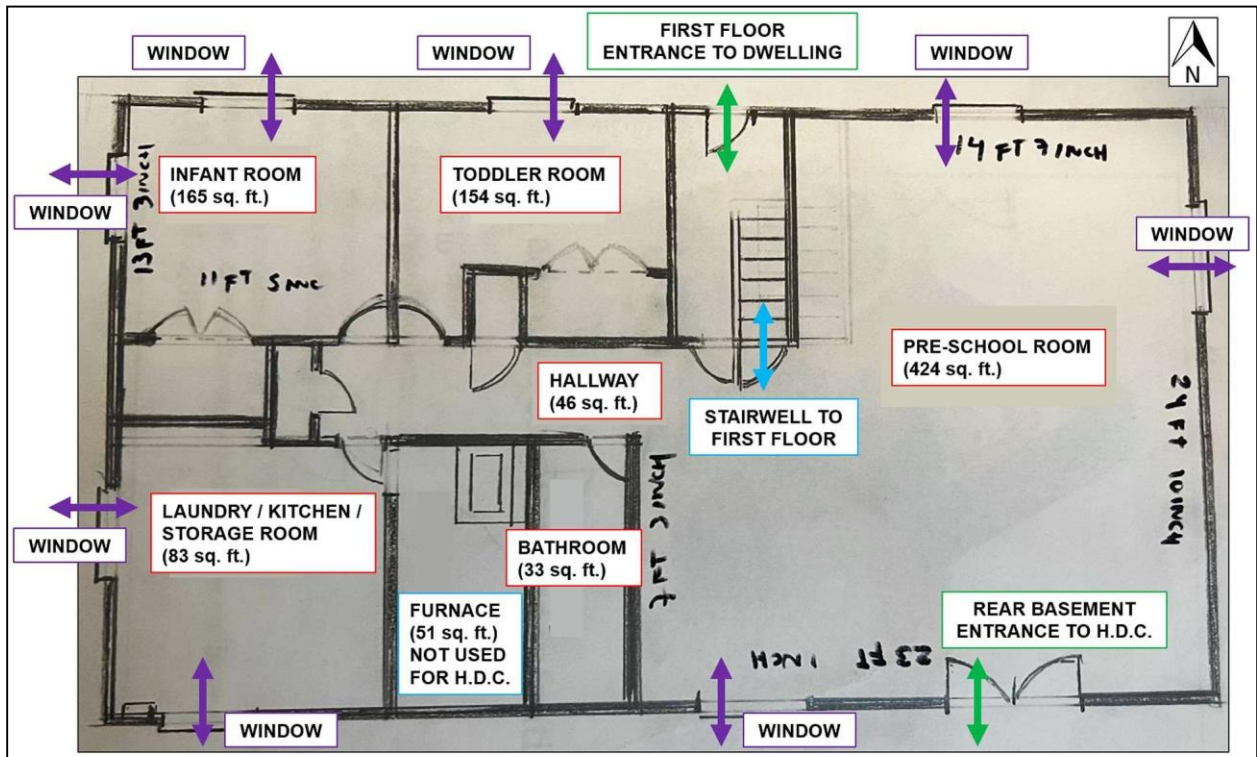 WINDOW
WINDOW
FIRST FLOOR
ENTRANCE TO DWELLING
WINDOW
N
14 FT 7 INCH
INFANT ROOM
(165 sq. ft.)
TODDLER ROOM
(154 sq. ft.)
WINDOW
13 FT 3 INCH
WINDOW
11 FT 5 INC
PRE-SCHOOL ROOM
(424 sq. ft.)
HALLWAY
(46 sq. ft.)
STAIRWELL TO
FIRST FLOOR
24 FT 10 INCH
LAUNDRY / KITCHEN /
STORAGE ROOM
(83 sq. ft.)
WINDOW
BATHROOM
(33 sq. ft.)
7 FT 3 INCH
FURNACE
(51 sq. ft.)
NOT USED
FOR H.D.C.
REAR BASEMENT
ENTRANCE TO H.D.C.
23 FT 1 INCH
WINDOW
WINDOW